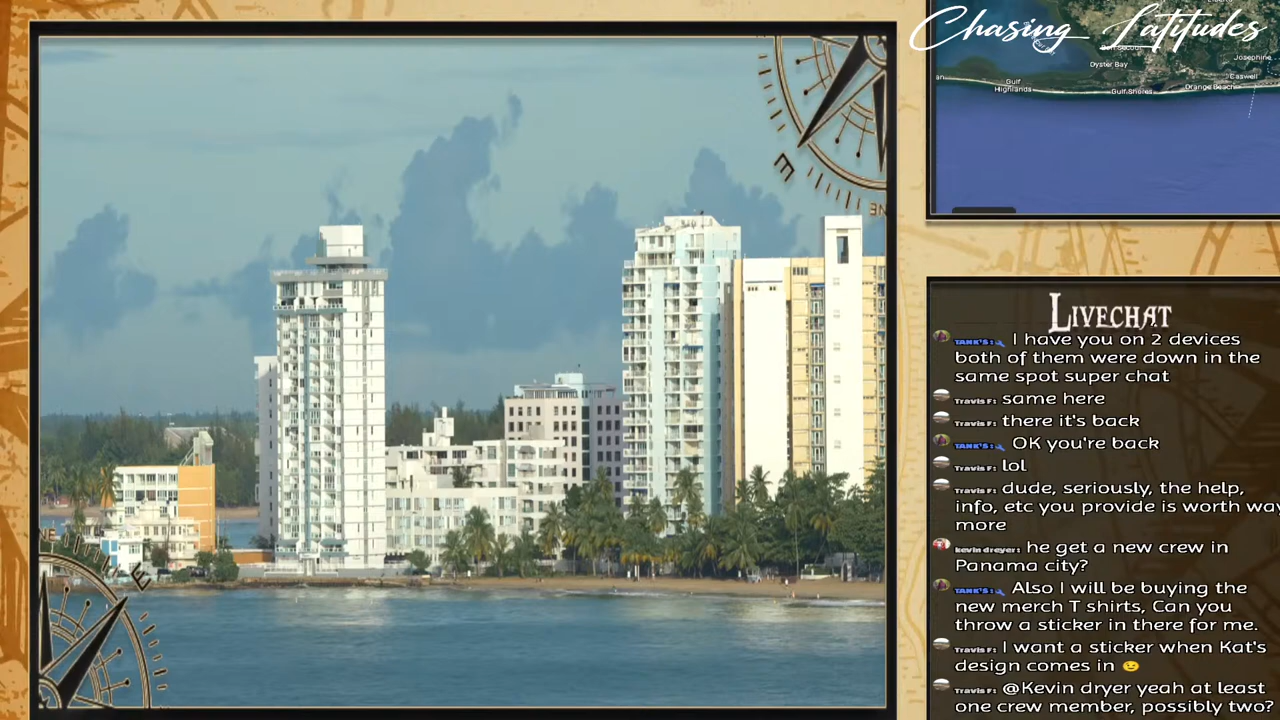 Chasing Latitudes
Bon Secour
Oyster Bay
Josephine
an
Gulf
Highlands
Caswell
Gulf Shores
Orange Beach
E
NE
NE
E
LIVECHAT
TANK'S: I have you on 2 devices
both of them were down in the
same spot super chat
Travis F: same here
Travis F: there it's back
TANK'S: OK you're back
Travis F: lol
Travis F: dude, seriously, the help,
info, etc you provide is worth way
more
kevin dreyer: he get a new crew in
Panama city?
TANK'S: Also I will be buying the
new merch T shirts, Can you
throw a sticker in there for me.
Travis F: I want a sticker when Kat's
design comes in 😉
Travis F: @Kevin dryer yeah at least
one crew member, possibly two?